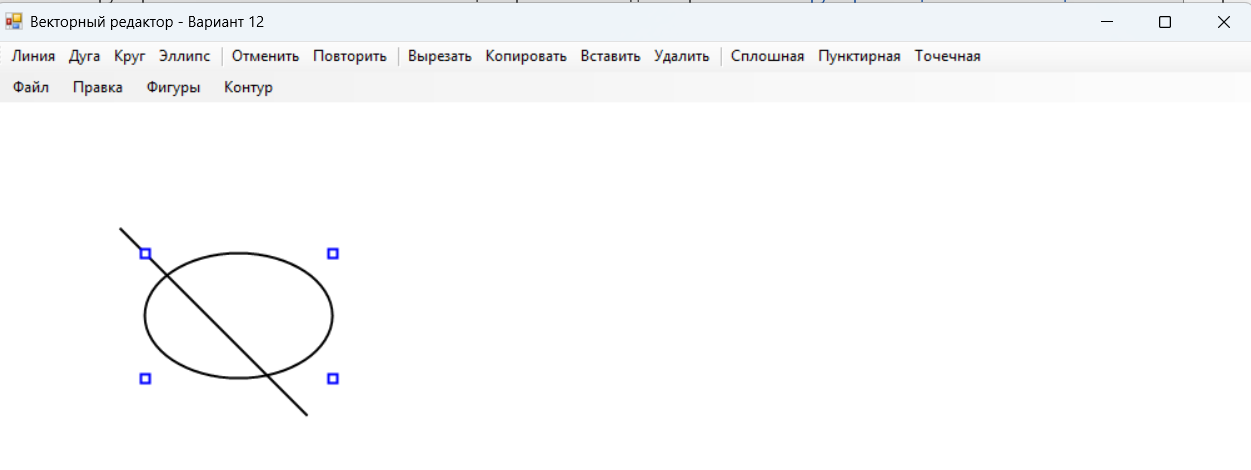 Векторный редактор - Вариант 12
Линия Дуга Круг Эллипс Отменить Повторить Вырезать Копировать Вставить Удалить Сплошная Пунктирная Точечная
Файл Правка Фигуры Контур